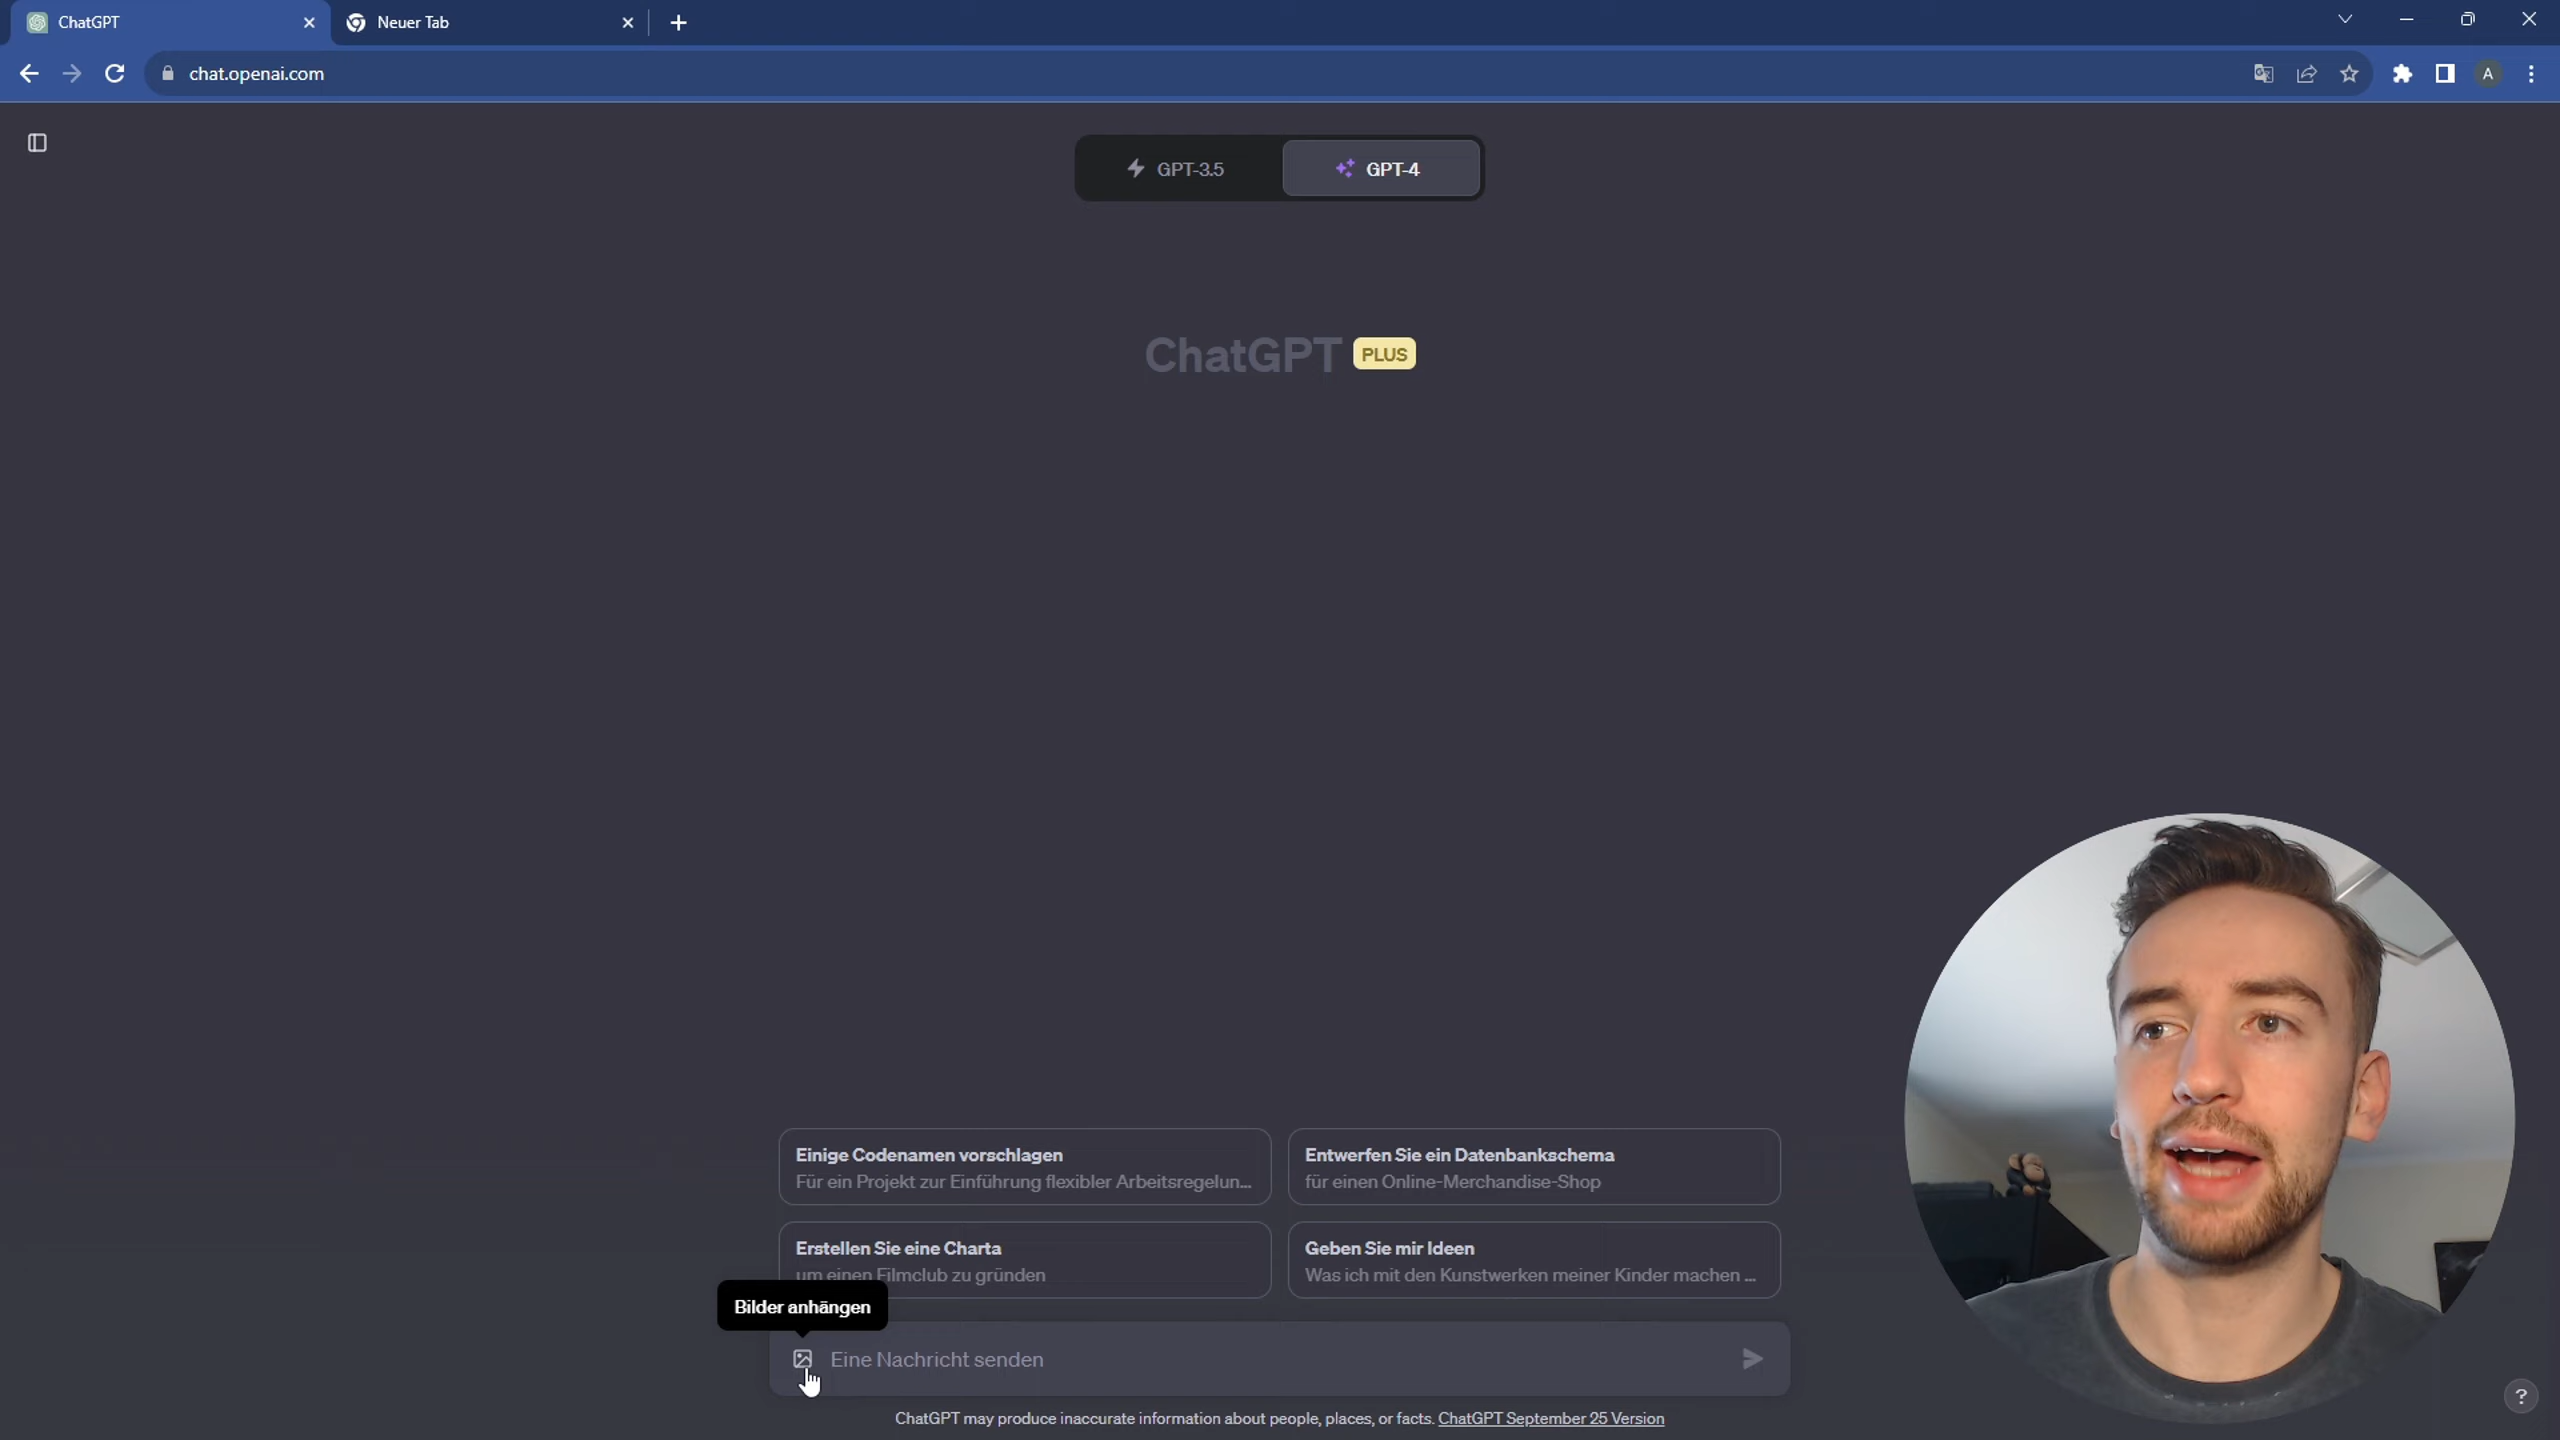 ChatGPT
Neuer Tab
chat.openai.com
A
GPT-3.5
GPT-4
ChatGPT PLUS
Einige Codenamen vorschlagen
Für ein Projekt zur Einführung flexibler Arbeitsregelun...
Entwerfen Sie ein Datenbankschema
für einen Online-Merchandise-Shop
Erstellen Sie eine Charta
um einen Filmclub zu gründen
Geben Sie mir Ideen
Was ich mit den Kunstwerken meiner Kinder machen ...
Bilder anhängen
Eine Nachricht senden
?
ChatGPT may produce inaccurate information about people, places, or facts. ChatGPT September 25 Version